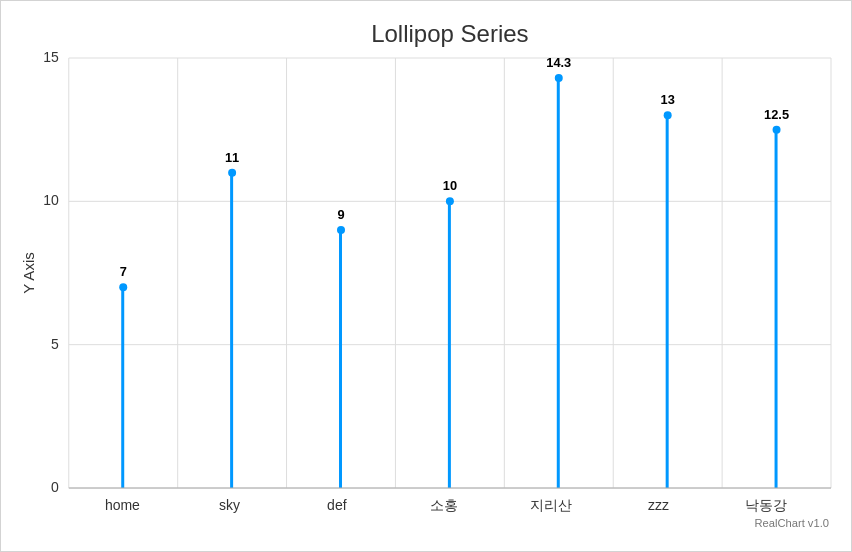 Lollipop Series
15
10
5
0
Y Axis
7
11
9
10
14.3
13
12.5
home
sky
def
소홍
지리산
zzz
낙동강
RealChart v1.0